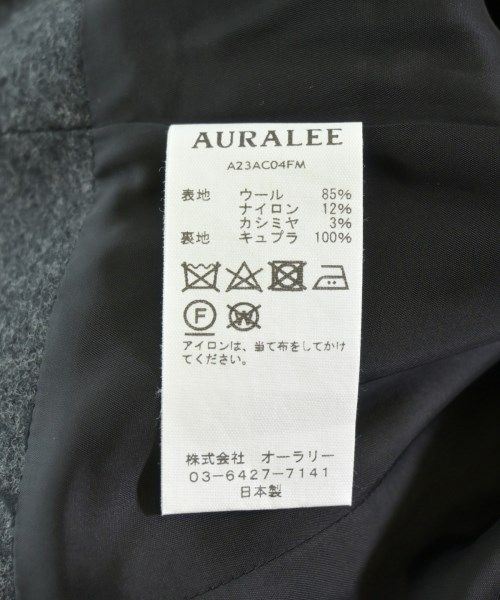 AURALEE
A23AC04FM
表地 ウール 85%
ナイロン 12%
カシミヤ 3%
裏地 キュプラ 100%
F W
アイロンは、当て布をしてかけ
てください。
株式会社 オーラリー
03-6427-7141
日本製